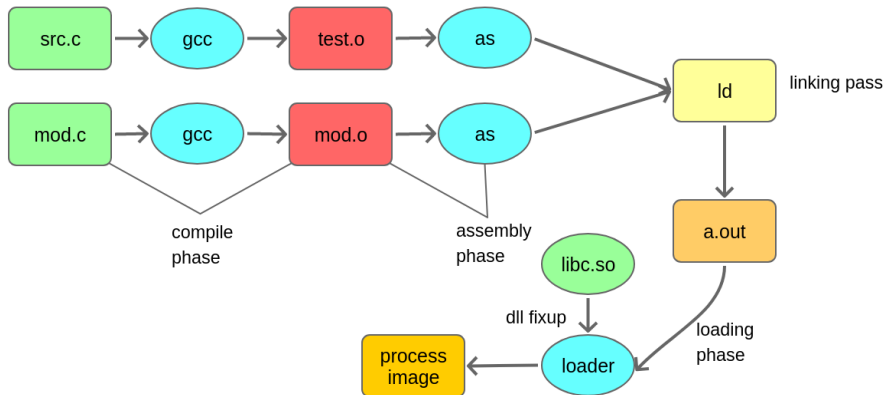 src.c
gcc
test.o
as
mod.c
gcc
mod.o
as
ld
linking pass
compile
phase
assembly
phase
a.out
libc.so
dll fixup
loading
phase
loader
process
image